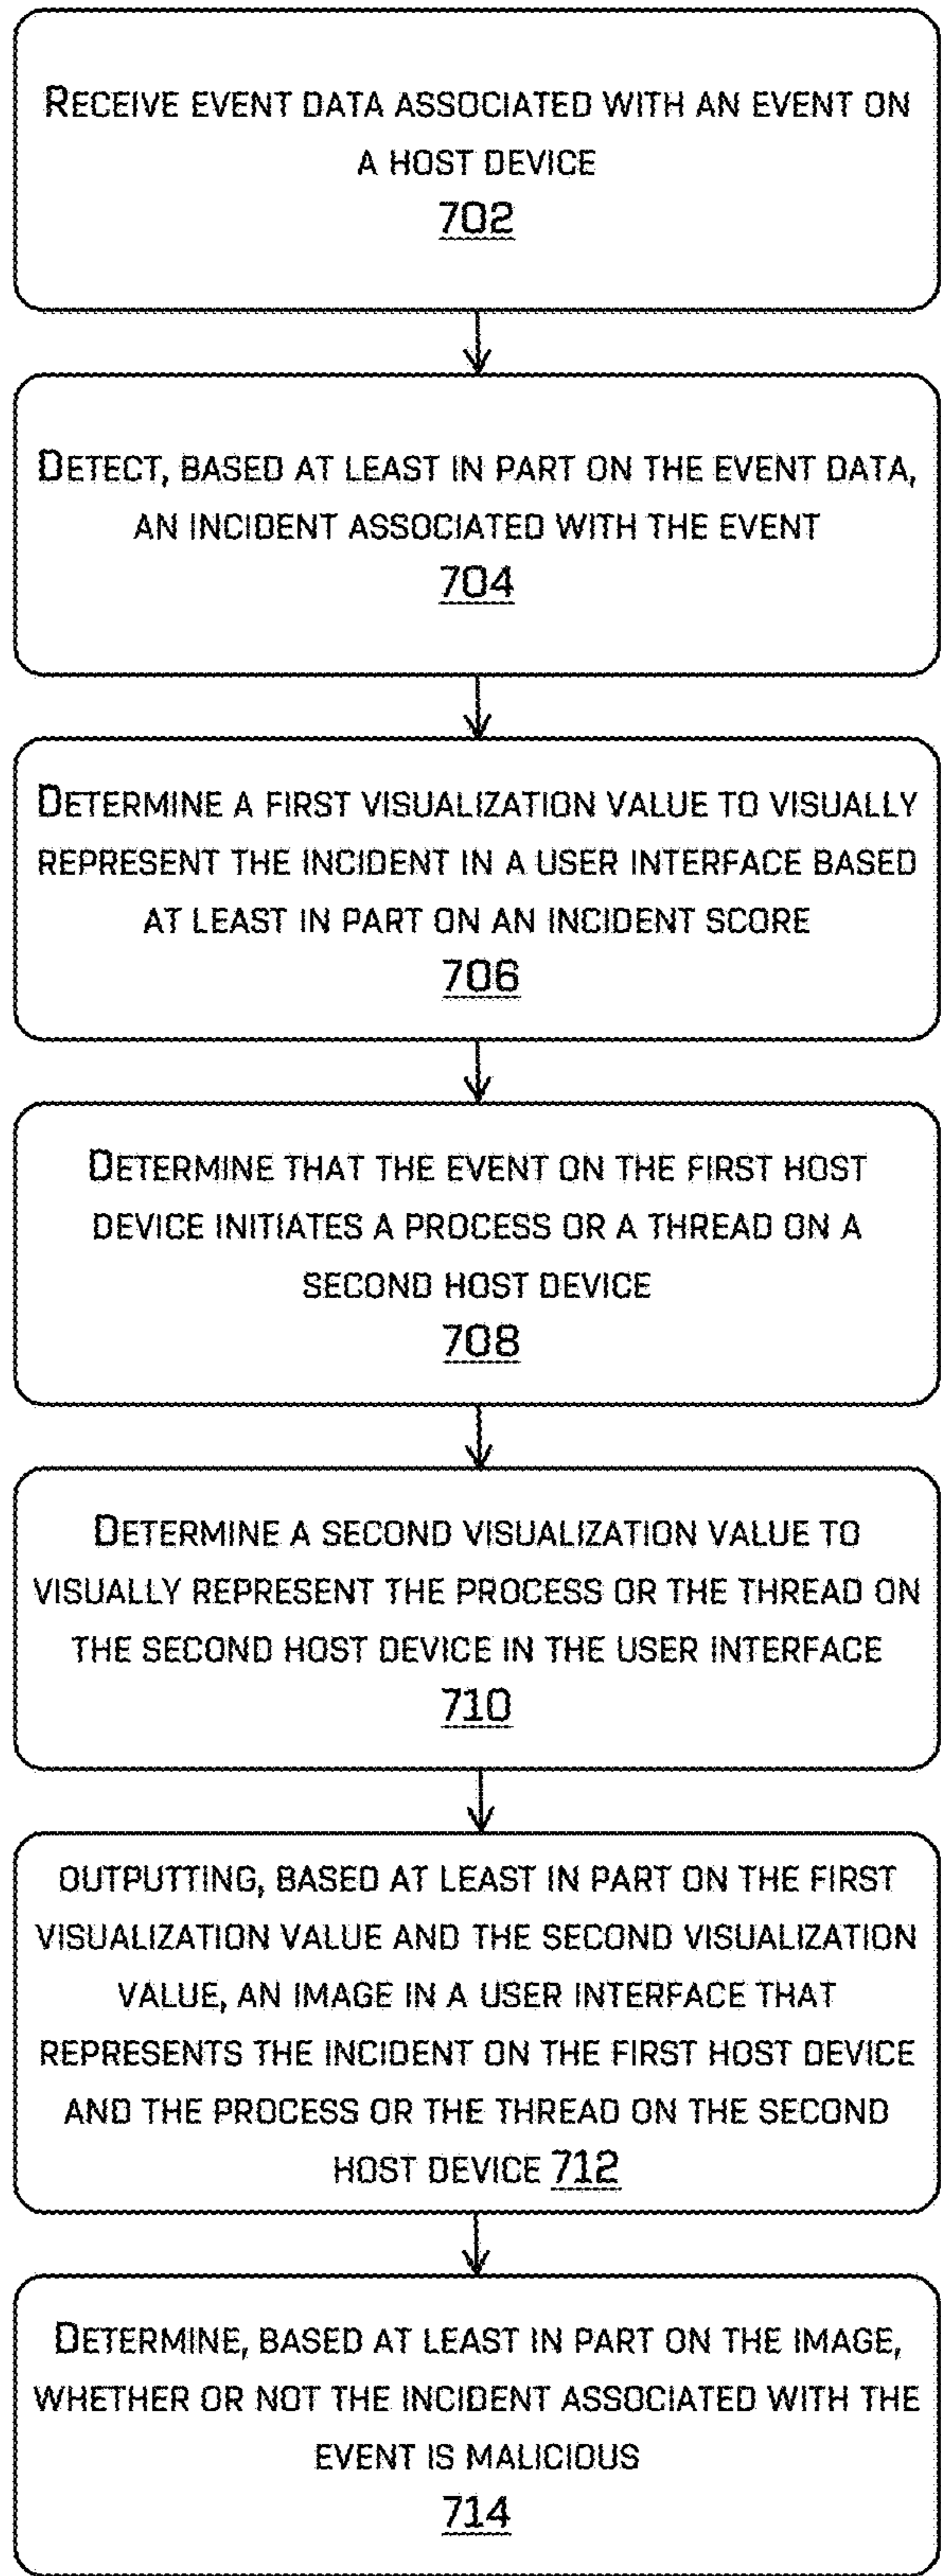 RECEIVE EVENT DATA ASSOCIATED WITH AN EVENT ON
A HOST DEVICE
702
DETECT, BASED AT LEAST IN PART ON THE EVENT DATA,
AN INCIDENT ASSOCIATED WITH THE EVENT
704
DETERMINE A FIRST VISUALIZATION VALUE TO VISUALLY
REPRESENT THE INCIDENT IN A USER INTERFACE BASED
AT LEAST IN PART ON AN INCIDENT SCORE
706
DETERMINE THAT THE EVENT ON THE FIRST HOST
DEVICE INITIATES A PROCESS OR A THREAD ON A
SECOND HOST DEVICE
708
DETERMINE A SECOND VISUALIZATION VALUE TO
VISUALLY REPRESENT THE PROCESS OR THE THREAD ON
THE SECOND HOST DEVICE IN THE USER INTERFACE
710
OUTPUTTING, BASED AT LEAST IN PART ON THE FIRST
VISUALIZATION VALUE AND THE SECOND VISUALIZATION
VALUE, AN IMAGE IN A USER INTERFACE THAT
REPRESENTS THE INCIDENT ON THE FIRST HOST DEVICE
AND THE PROCESS OR THE THREAD ON THE SECOND
HOST DEVICE 712
DETERMINE, BASED AT LEAST IN PART ON THE IMAGE,
WHETHER OR NOT THE INCIDENT ASSOCIATED WITH THE
EVENT IS MALICIOUS
714